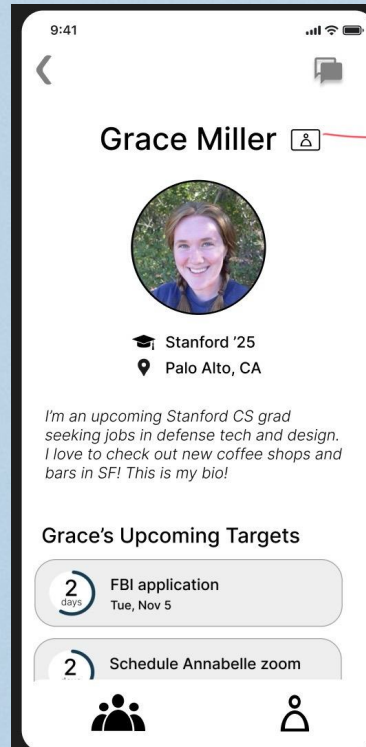 9:41
Grace Miller
Stanford '25
Palo Alto, CA
I'm an upcoming Stanford CS grad
seeking jobs in defense tech and design.
I love to check out new coffee shops and
bars in SF! This is my bio!
Grace's Upcoming Targets
2
days
FBI application
Tue, Nov 5
2
Schedule Annabelle zoom